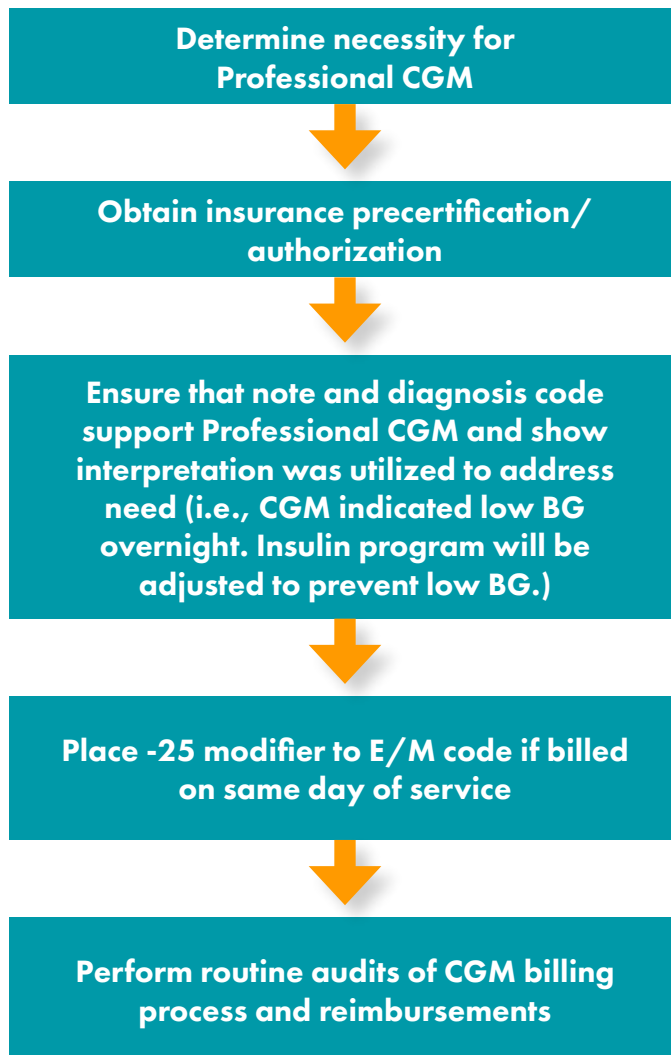 Determine necessity for
Professional CGM
Obtain insurance precertification/
authorization
Ensure that note and diagnosis code
support Professional CGM and show
interpretation was utilized to address
need (i.e., CGM indicated low BG
overnight. Insulin program will be
adjusted to prevent low BG.)
Place -25 modifier to E/M code if billed
on same day of service
Perform routine audits of CGM billing
process and reimbursements